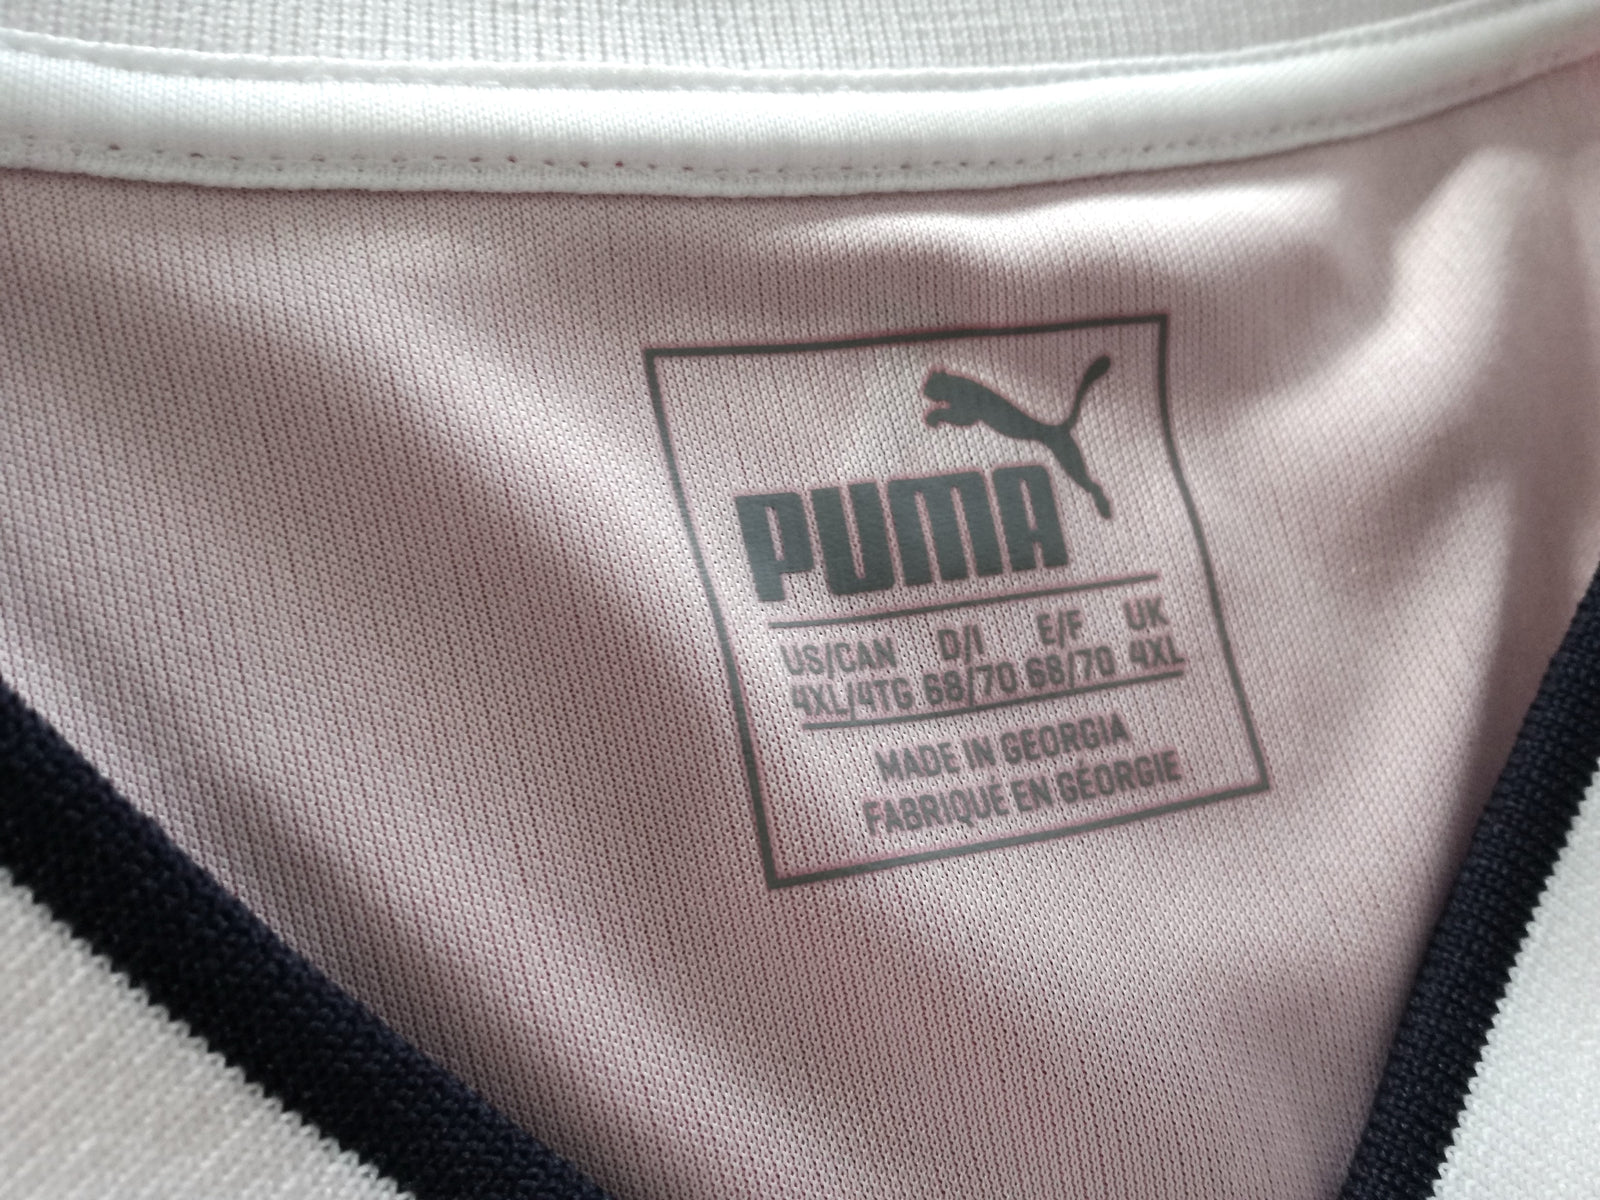 PUMA
US/CAN D/I E/F UK
4XL/4TG 68/70 68/70 4XL
MADE IN GEORGIA
FABRIQUÉ EN GÉORGIE